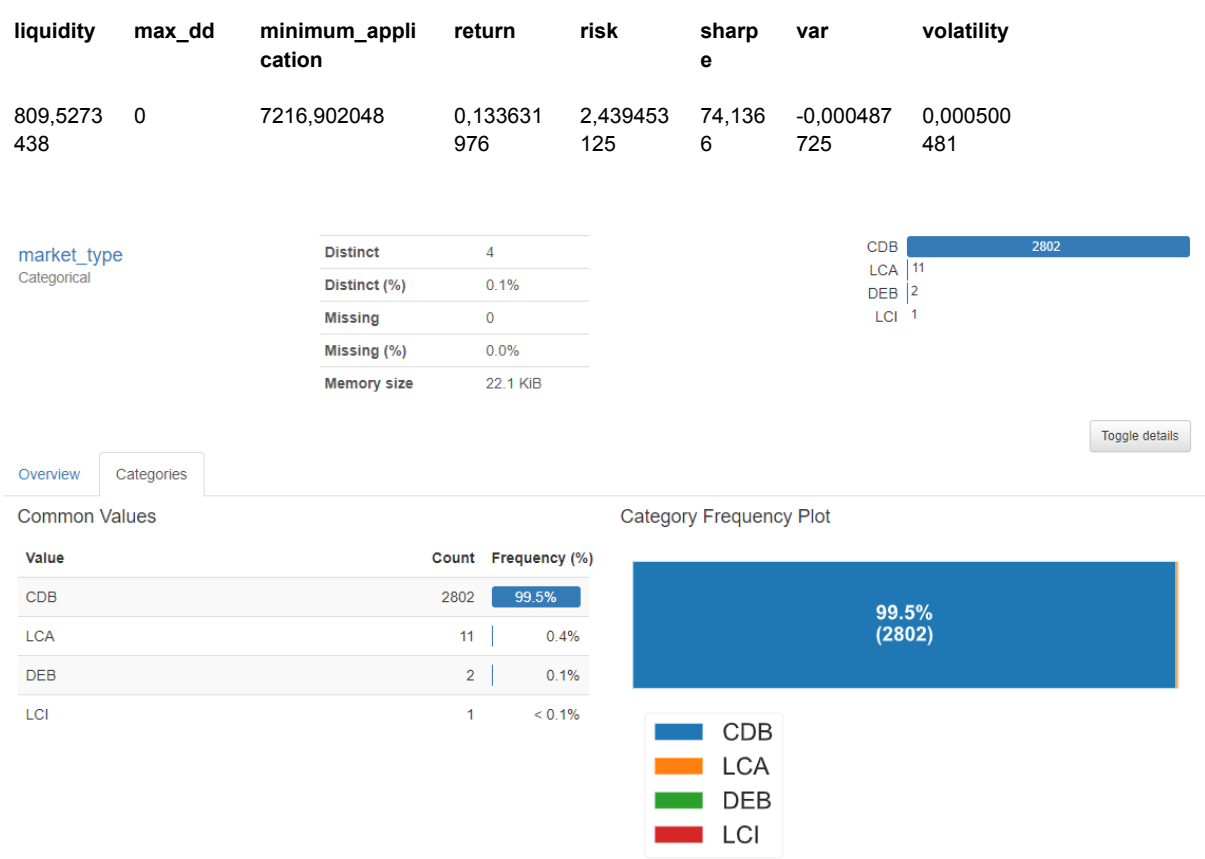 liquidity max_dd minimum_appli return risk sharp var volatility
cation e
809,5273 0 7216,902048 0,133631 2,439453 74,136 -0,000487 0,000500
438 976 125 6 725 481
market_type
Categorical
Distinct 4
Distinct (%) 0.1%
Missing 0
Missing (%) 0.0%
Memory size 22.1 KiB
CDB 2802
LCA 11
DEB 2
LCI 1
Toggle details
Overview Categories
Common Values
Value Count Frequency (%)
CDB 2802 99.5%
LCA 11 0.4%
DEB 2 0.1%
LCI 1 < 0.1%
Category Frequency Plot
99.5%
(2802)
CDB
LCA
DEB
LCI